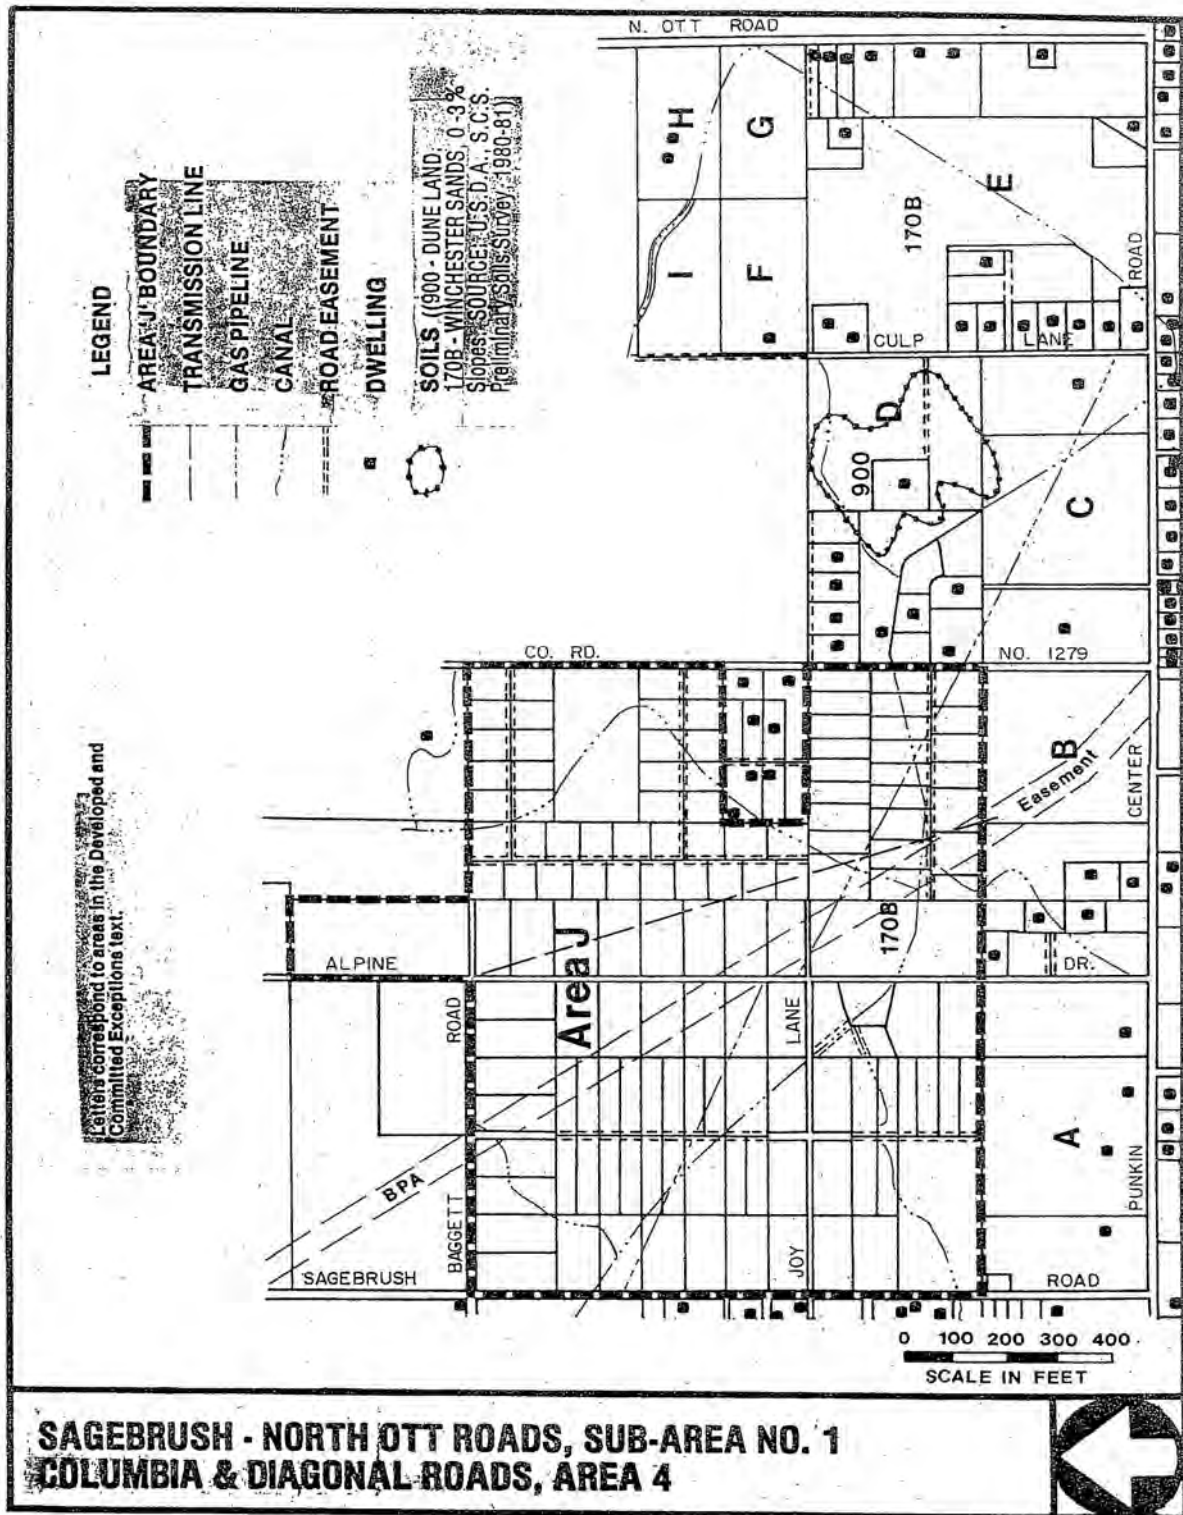 N. OTT ROAD
LEGEND
AREA 'J' BOUNDARY
TRANSMISSION LINE
GAS PIPELINE
CANAL
ROAD EASEMENT
DWELLING
SOILS (900 - DUNE LAND
170B - WINCHESTER SANDS, 0-3%
Slopes. SOURCE: U.S.D.A., S.C.S.
Preliminary Soils Survey, 1980-81)
Letters correspond to areas in the Developed and
Committed Exceptions text.
H
G
I
F
E
170B
ROAD
CULP LANE
D
900
C
CO. RD. NO. 1279
B
Easement
CENTER
170B
ALPINE DR.
Area J
ROAD
LANE
A
BPA
PUNKIN
BAGGETT
JOY
SAGEBRUSH ROAD
0 100 200 300 400
SCALE IN FEET
SAGEBRUSH - NORTH OTT ROADS, SUB-AREA NO. 1
COLUMBIA & DIAGONAL ROADS, AREA 4